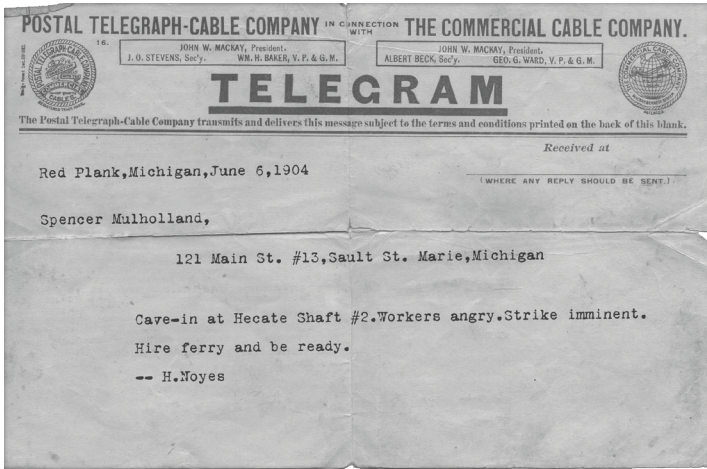 POSTAL TELEGRAPH-CABLE COMPANY IN CONNECTION WITH THE COMMERCIAL CABLE COMPANY.
16.
JOHN W. MACKAY, President.
J. O. STEVENS, Sec'y. WM. H. BAKER, V. P. & G. M.
JOHN W. MACKAY, President.
ALBERT BECK, Sec'y. GEO. G. WARD, V. P. & G. M.
TELEGRAM
The Postal Telegraph-Cable Company transmits and delivers this message subject to the terms and conditions printed on the back of this blank.
Received at
(WHERE ANY REPLY SHOULD BE SENT.)
Red Plank,Michigan,June 6,1904
Spencer Mulholland,
121 Main St. #13,Sault St. Marie,Michigan
Cave-in at Hecate Shaft #2.Workers angry.Strike imminent.
Hire ferry and be ready.
-- H.Noyes